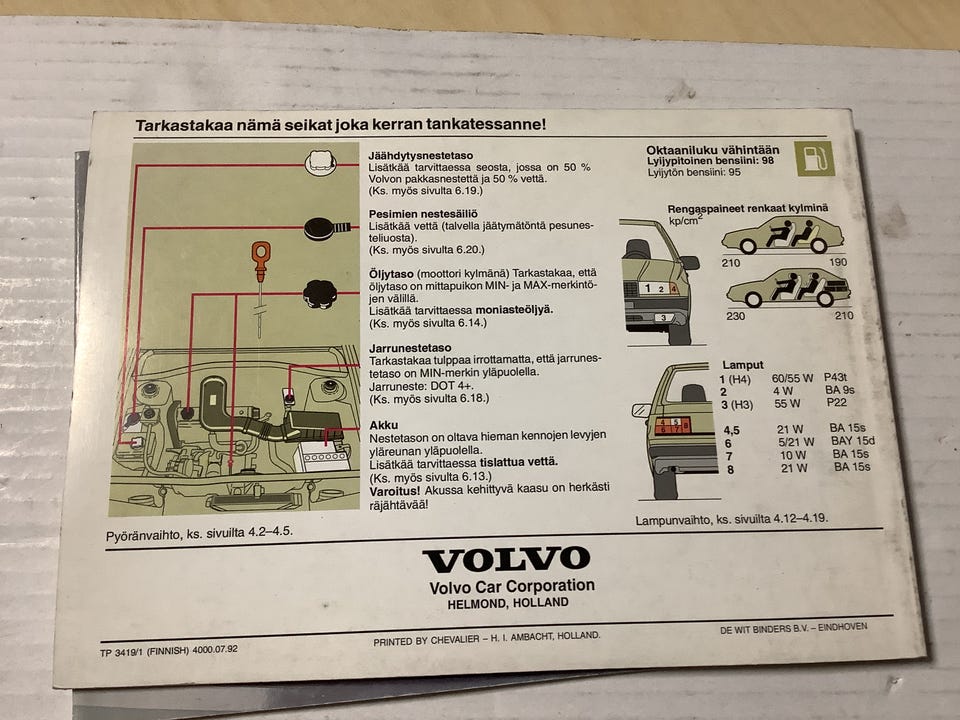 Tarkastakaa nämä seikat joka kerran tankatessanne!
Jäähdytysnestetaso
Lisätkää tarvittaessa seosta, jossa on 50 %
Volvon pakkasnestettä ja 50 % vettä.
(Ks. myös sivulta 6.19.)
Pesimien nestesäiliö
Lisätkää vettä (talvella jäätymätöntä pesunes-
teliuosta).
(Ks. myös sivulta 6.20.)
Öljytaso (moottori kylmänä) Tarkastakaa, että
öljytaso on mittapuikon MIN- ja MAX-merkintö-
jen välillä.
Lisätkää tarvittaessa moniasteöljyä.
(Ks. myös sivulta 6.14.)
Jarrunestetaso
Tarkastakaa tulppaa irrottamatta, että jarrunes-
tetaso on MIN-merkin yläpuolella.
Jarruneste: DOT 4+.
(Ks. myös sivulta 6.18.)
Akku
Nestetason on oltava hieman kennojen levyjen
yläreunan yläpuolella.
Lisätkää tarvittaessa tislattua vettä.
(Ks. myös sivulta 6.13.)
Varoitus! Akussa kehittyvä kaasu on herkästi
räjähtävää!
Pyöränvaihto, ks. sivuilta 4.2–4.5.
Oktaaniluku vähintään
Lyijypitoinen bensiini: 98
Lyijytön bensiini: 95
Rengaspaineet renkaat kylminä
kp/cm²
210 190
230 210
1 2 4
3
Lamput
1 (H4) 60/55 W P43t
2 4 W BA 9s
3 (H3) 55 W P22
4 5
6 7 8
4,5 21 W BA 15s
6 5/21 W BAY 15d
7 10 W BA 15s
8 21 W BA 15s
Lampunvaihto, ks. sivuilta 4.12–4.19.
VOLVO
Volvo Car Corporation
HELMOND, HOLLAND
TP 3419/1 (FINNISH) 4000.07.92
PRINTED BY CHEVALIER – H. I. AMBACHT, HOLLAND.
DE WIT BINDERS B.V. – EINDHOVEN